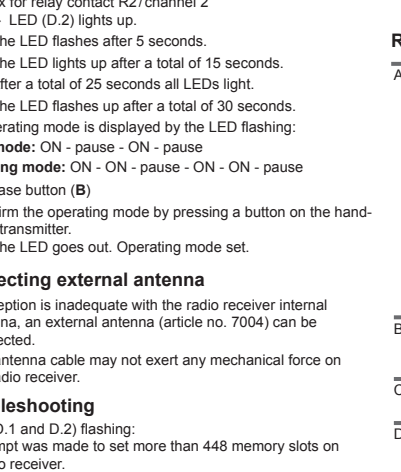 x for relay contact R2/channel 2
- LED (D.2) lights up.
he LED flashes after 5 seconds.
he LED lights up after a total of 15 seconds.
fter a total of 25 seconds all LEDs light.
he LED flashes up after a total of 30 seconds.
erating mode is displayed by the LED flashing:
mode: ON - pause - ON - pause
ng mode: ON - ON - pause - ON - ON - pause
ase button (B)
irm the operating mode by pressing a button on the hand-
transmitter.
he LED goes out. Operating mode set.
ecting external antenna
eption is inadequate with the radio receiver internal
nna, an external antenna (article no. 7004) can be
ected.
antenna cable may not exert any mechanical force on
adio receiver.
leshooting
D.1 and D.2) flashing:
mpt was made to set more than 448 memory slots on
o receiver.
R
A
B
C
D